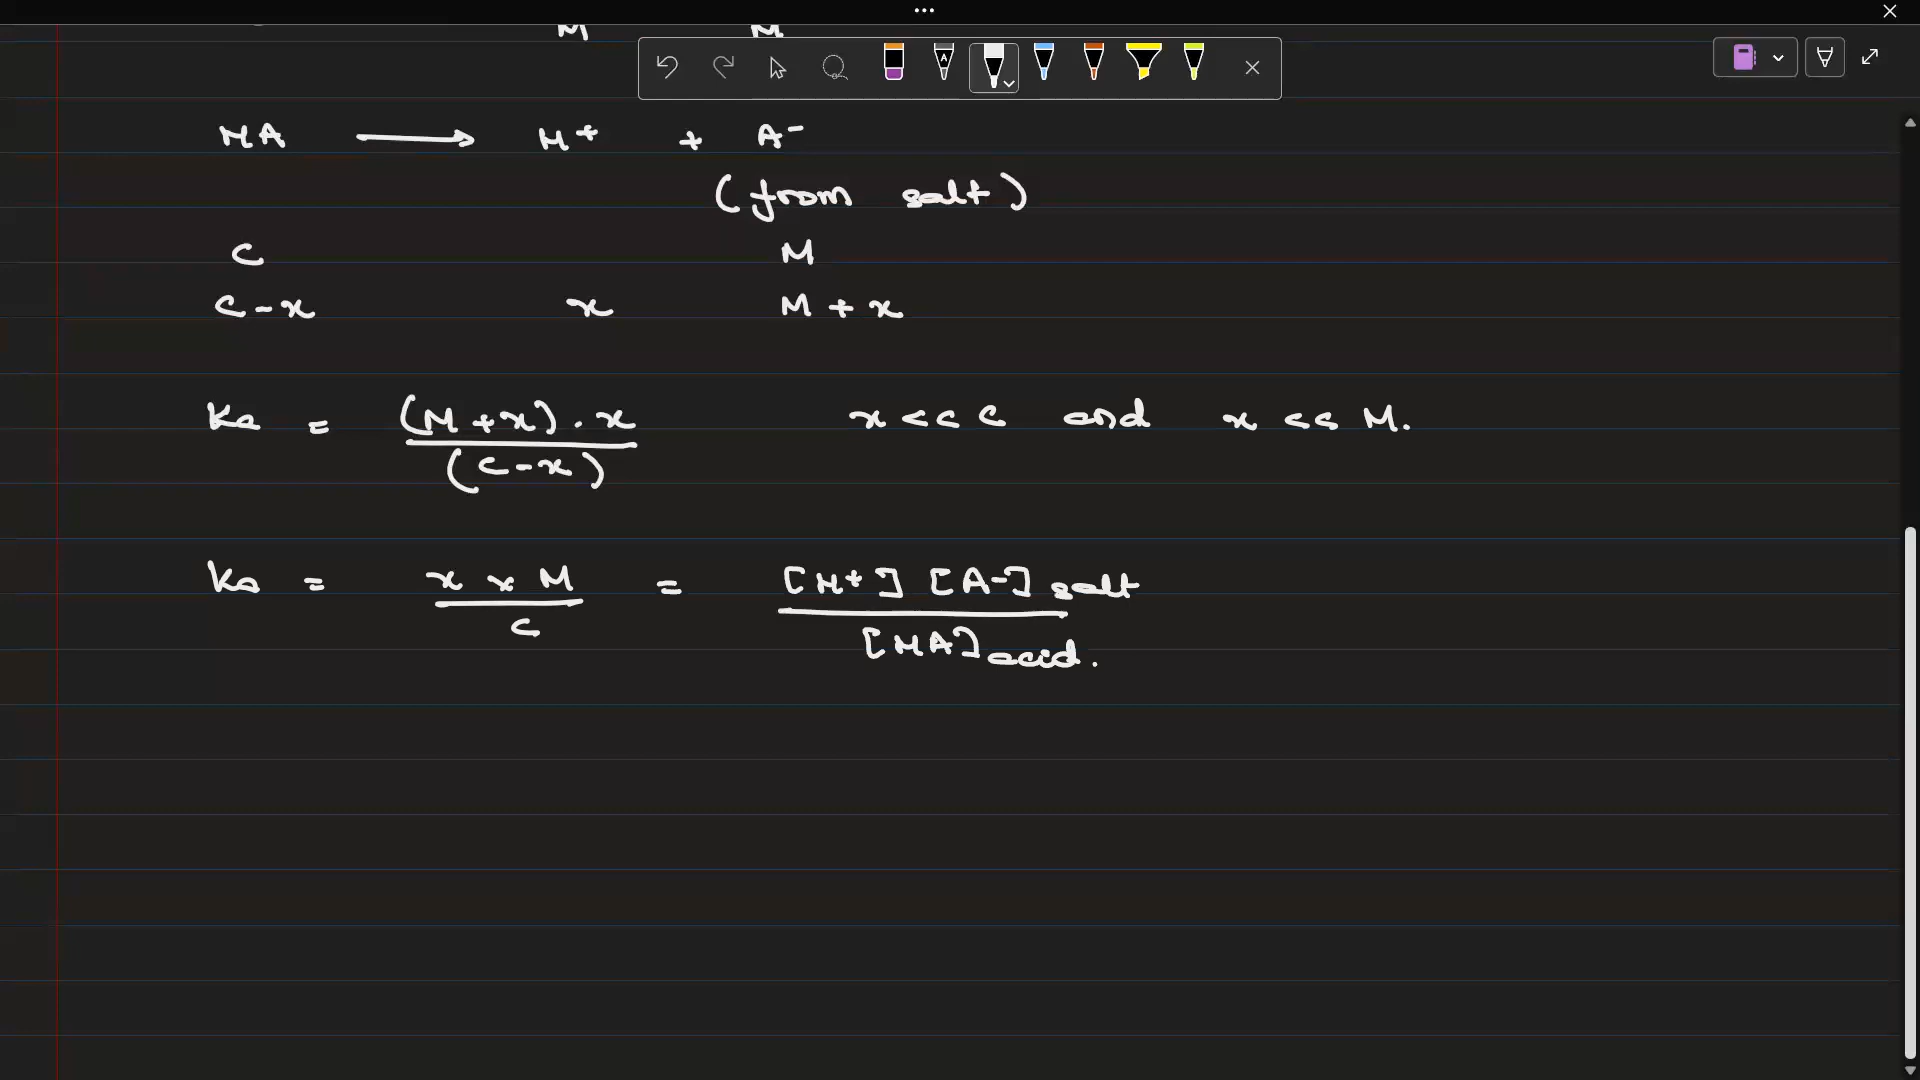 M M
HA ⟶ H+ + A-
(from salt)
C M
C-x x M+x
Ka = (M+x).x / (C-x) x <<< C and x << M.
Ka = x × M / C = [H+] [A-] salt / [HA] acid.